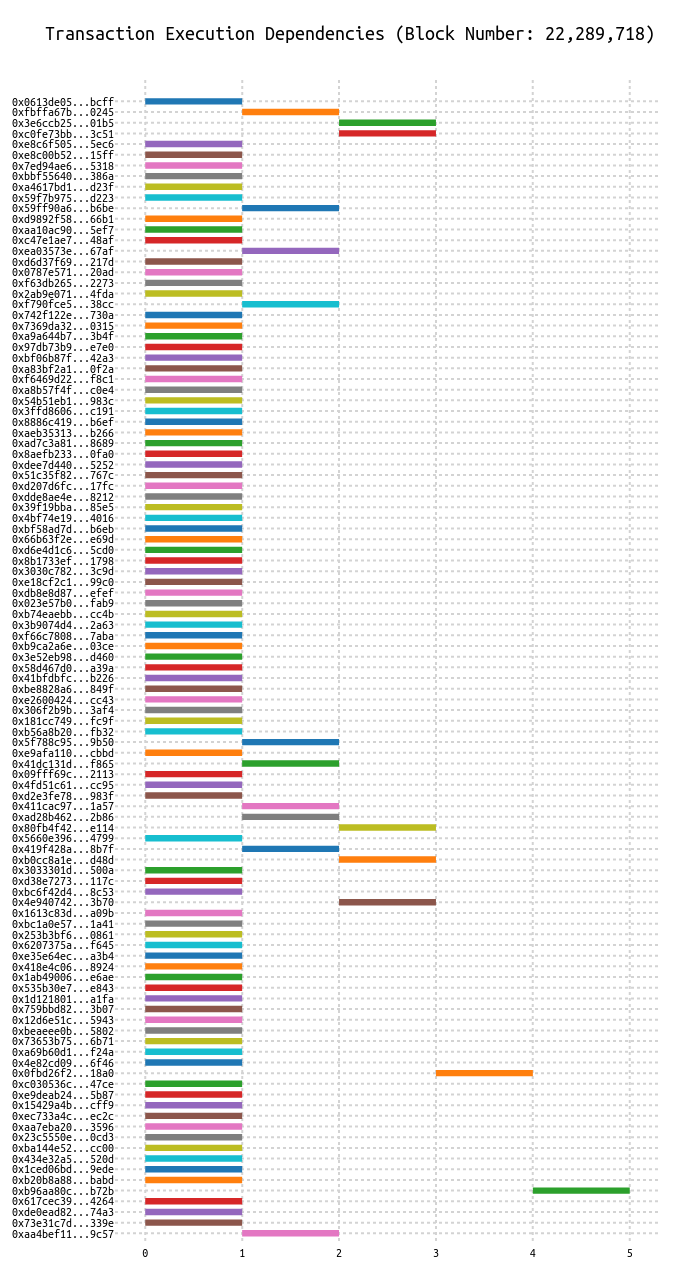 Transaction Execution Dependencies (Block Number: 22,289,718)
0x0613de05...bcff
0xfbffa67b...0245
0x3e6ccb25...01b5
0xc0fe73bb...3c51
0xe8c6f505...5ec6
0xe8c00b52...15ff
0x7ed94ae6...5318
0xbbf55640...386a
0xa4617bd1...d23f
0x59f7b975...d223
0x59ff90a6...b6be
0xd9892f58...66b1
0xaa10ac90...5ef7
0xc47e1ae7...48af
0xea03573e...67af
0xd6d37f69...217d
0x0787e571...20ad
0xf63db265...2273
0x2ab9e071...4fda
0xf790fce5...38cc
0x742f122e...730a
0x7369da32...0315
0xa9a644b7...3b4f
0x97db73b9...e7e0
0xbf06b87f...42a3
0xa83bf2a1...0f2a
0xf6469d22...f8c1
0xa8b57f4f...c0e4
0x54b51eb1...983c
0x3ffd8606...c191
0x8886c419...b6ef
0xaeb35313...b266
0xad7c3a81...8689
0x8aefb233...0fa0
0xdee7d440...5252
0x51c35f82...767c
0xd207d6fc...17fc
0xdde8ae4e...8212
0x39f19bba...85e5
0x4bf74e19...4016
0xbf58ad7d...b6eb
0x66b63f2e...e69d
0xd6e4d1c6...5cd0
0x8b1733ef...1798
0x3030c782...3c9d
0xe18cf2c1...99c0
0xdb8e8d87...efef
0x023e57b0...fab9
0xb74eaebb...cc4b
0x3b9074d4...2a63
0xf66c7808...7aba
0xb9ca2a6e...03ce
0x3e52eb98...d460
0x58d467d0...a39a
0x41bfdbfc...b226
0xbe8828a6...849f
0xe2600424...cc43
0x306f2b9b...3af4
0x181cc749...fc9f
0xb56a8b20...fb32
0x5f788c95...9b50
0xe9afa110...cbbd
0x41dc131d...f865
0x09fff69c...2113
0x4fd51c61...cc95
0xd2e3fe78...983f
0x411cac97...1a57
0xad28b462...2b86
0x80fb4f42...e114
0x5660e396...4799
0x419f428a...8b7f
0xb0cc8a1e...d48d
0x3033301d...500a
0xd38e7273...117c
0xbc6f42d4...8c53
0x4e940742...3b70
0x1613c83d...a09b
0xbc1a0e57...1a41
0x253b3bf6...0861
0x6207375a...f645
0xe35e64ec...a3b4
0x418e4c06...8924
0x1ab49006...e6ae
0x535b30e7...e843
0x1d121801...a1fa
0x759bbd82...3b07
0x12d6e51c...5943
0xbeaeee0b...5802
0x73653b75...6b71
0xa69b60d1...f24a
0x4e82cd09...6f46
0x0fbd26f2...18a0
0xc030536c...47ce
0xe9deab24...5b87
0x15429a4b...cff9
0xec733a4c...ec2c
0xaa7eba20...3596
0x23c5550e...0cd3
0xba144e52...cc00
0x434e32a5...520d
0x1ced06bd...9ede
0xb20b8a88...babd
0xb96aa80c...b72b
0x617cec39...4264
0xde0ead82...74a3
0x73e31c7d...339e
0xaa4bef11...9c57
0 1 2 3 4 5